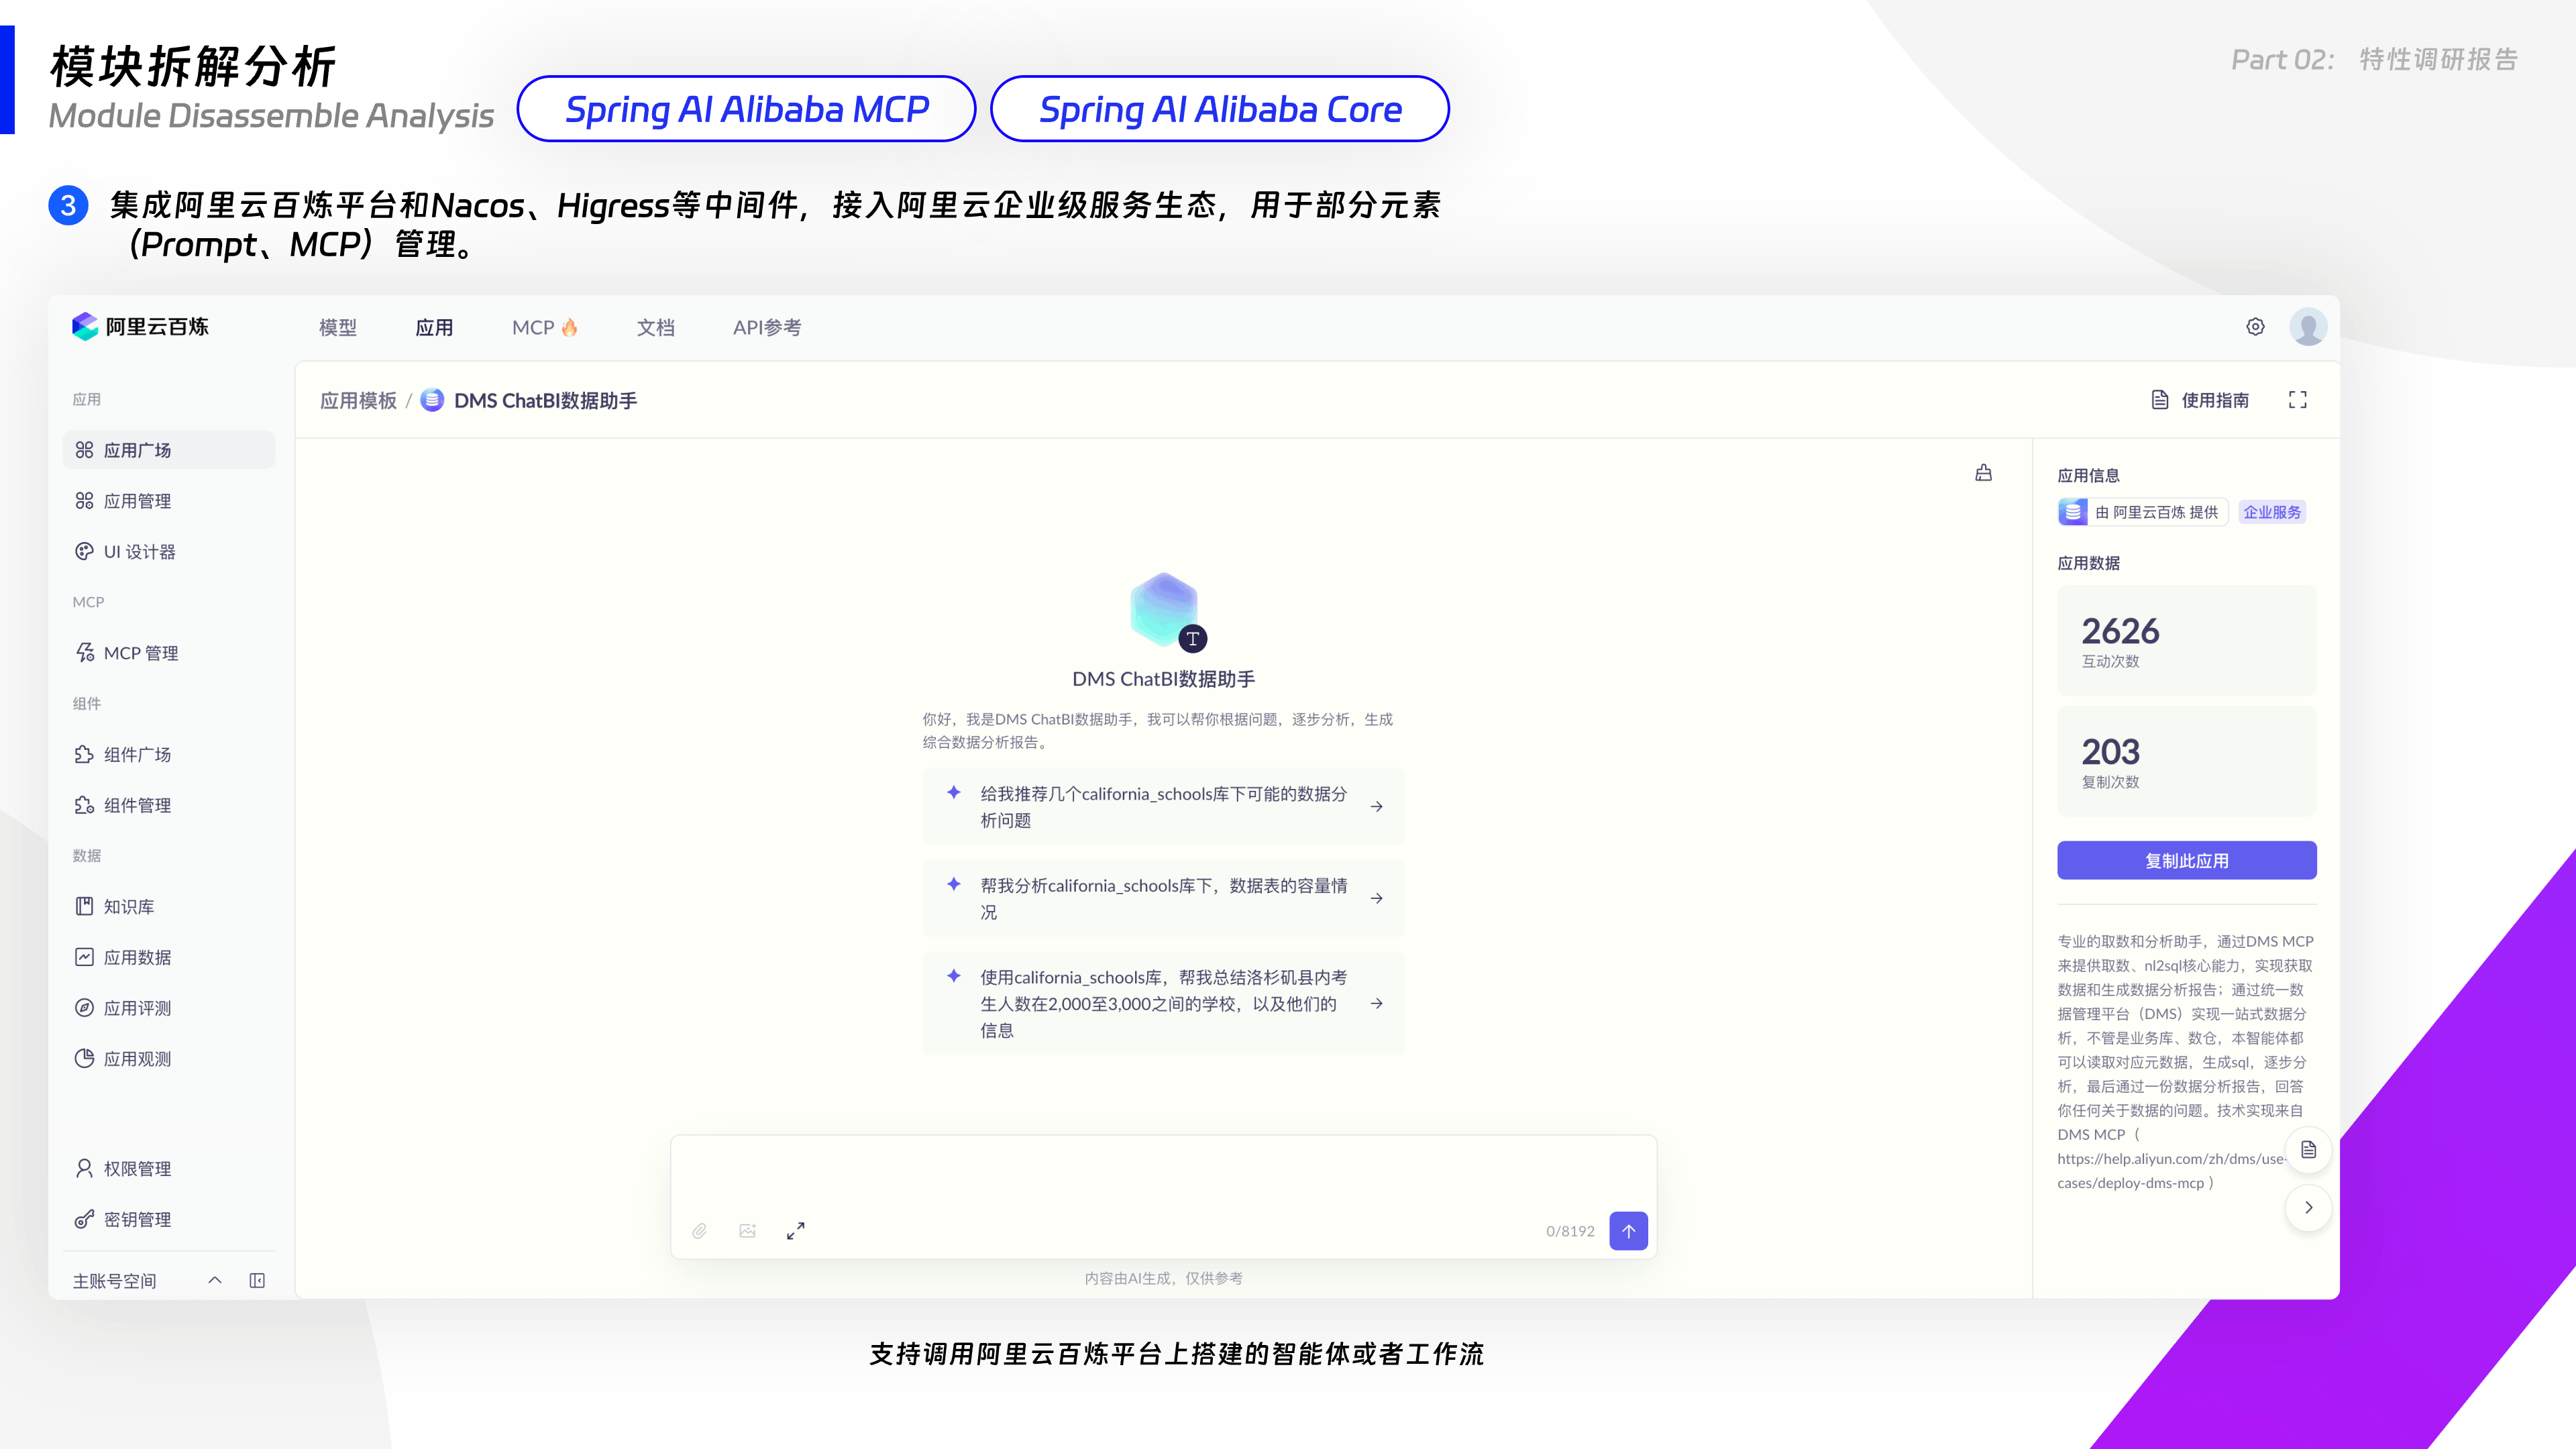 模块拆解分析
Module Disassemble Analysis
Spring AI Alibaba MCP
Spring AI Alibaba Core
Part 02: 特性调研报告
3
集成阿里云百炼平台和Nacos、Higress等中间件，接入阿里云企业级服务生态，用于部分元素
（Prompt、MCP）管理。
阿里云百炼
模型
应用
MCP
文档
API参考
应用
应用广场
应用管理
UI 设计器
MCP
MCP 管理
组件
组件广场
组件管理
数据
知识库
应用数据
应用评测
应用观测
权限管理
密钥管理
主账号空间
应用模板 / DMS ChatBI数据助手
使用指南
T
DMS ChatBI数据助手
你好，我是DMS ChatBI数据助手，我可以帮你根据问题，逐步分析，生成
综合数据分析报告。
给我推荐几个california_schools库下可能的数据分
析问题
帮我分析california_schools库下，数据表的容量情
况
使用california_schools库，帮我总结洛杉矶县内考
生人数在2,000至3,000之间的学校，以及他们的
信息
0/8192
内容由AI生成，仅供参考
应用信息
由 阿里云百炼 提供
企业服务
应用数据
2626
互动次数
203
复制次数
复制此应用
专业的取数和分析助手，通过DMS MCP
来提供取数、nl2sql核心能力，实现获取
数据和生成数据分析报告；通过统一数
据管理平台（DMS）实现一站式数据分
析，不管是业务库、数仓，本智能体都
可以读取对应元数据，生成sql，逐步分
析，最后通过一份数据分析报告，回答
你任何关于数据的问题。技术实现来自
DMS MCP（
https://help.aliyun.com/zh/dms/use-
cases/deploy-dms-mcp ）
支持调用阿里云百炼平台上搭建的智能体或者工作流